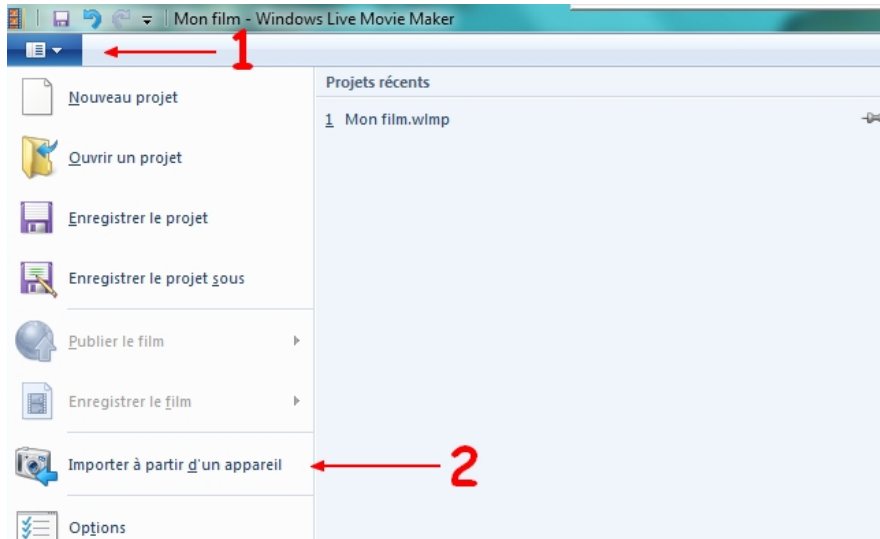 Mon film - Windows Live Movie Maker
1
Nouveau projet
Ouvrir un projet
Enregistrer le projet
Enregistrer le projet sous
Publier le film
Enregistrer le film
Importer à partir d'un appareil
2
Options
Projets récents
1 Mon film.wlmp